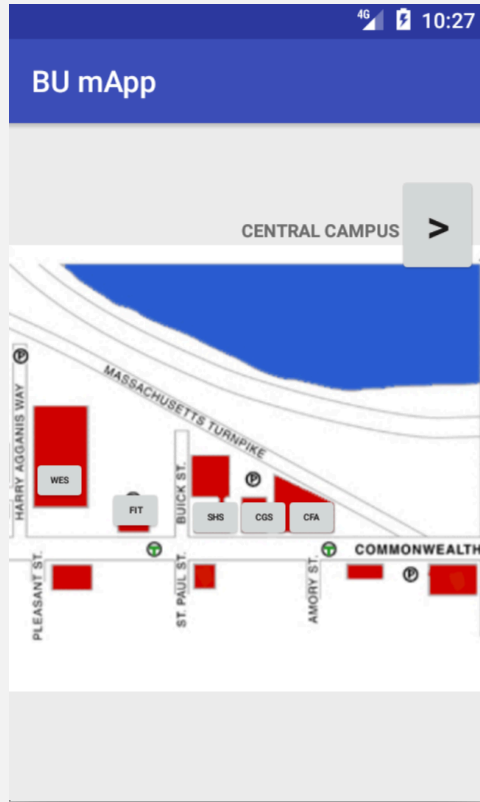 4G 10:27
BU mApp
CENTRAL CAMPUS >
P
MASSACHUSETTS TURNPIKE
HARRY AGGANIS WAY
WES
P
BUICK ST.
FIT
SHS
CGS
CFA
T
T
COMMONWEALTH
P
PLEASANT ST.
ST. PAUL ST.
AMORY ST.